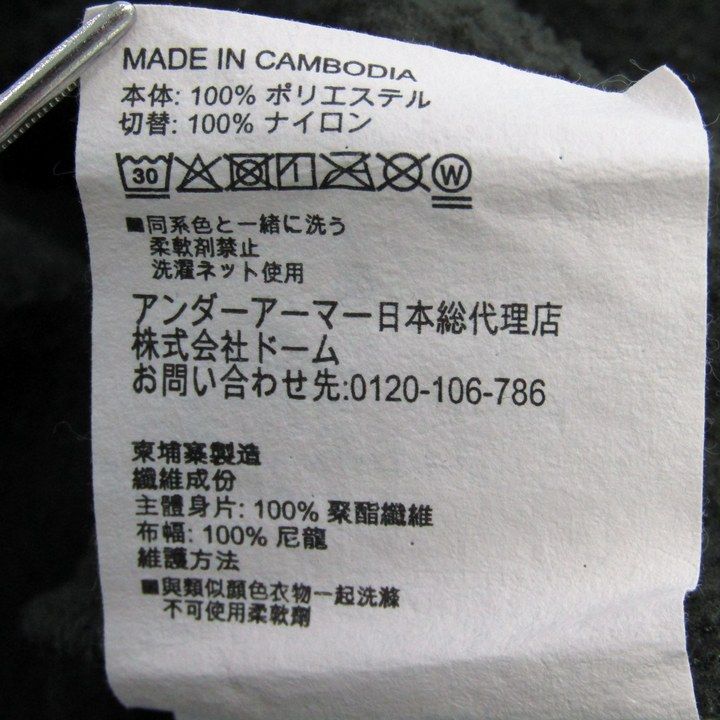 MADE IN CAMBODIA
本体: 100% ポリエステル
切替: 100% ナイロン
30 W
■同系色と一緒に洗う
柔軟剤禁止
洗濯ネット使用
アンダーアーマー日本総代理店
株式会社ドーム
お問い合わせ先:0120-106-786
柬埔寨製造
纖維成份
主體身片: 100% 聚酯纖維
布幅: 100% 尼龍
維護方法
■與類似顏色衣物一起洗滌
不可使用柔軟劑